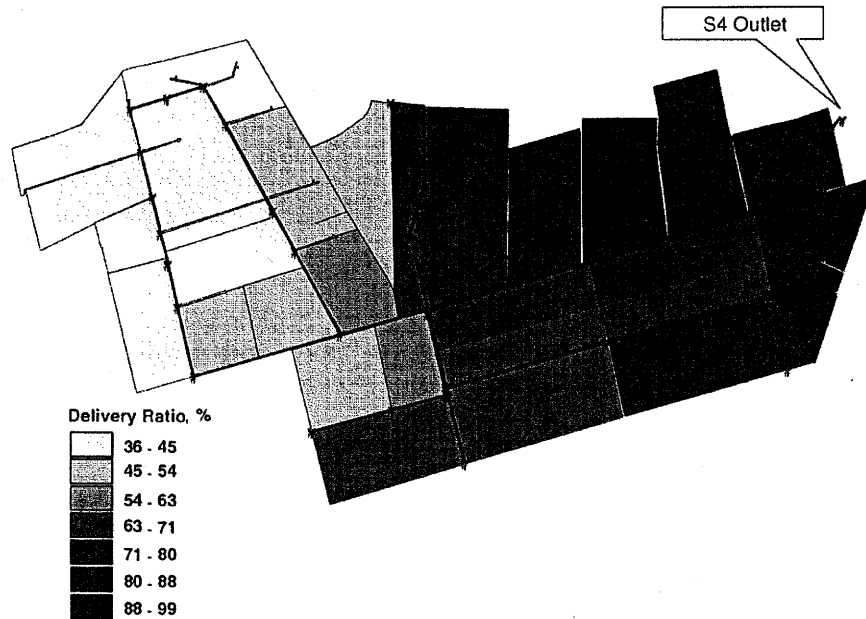 S4 Outlet
Delivery Ratio, %
36 - 45
45 - 54
54 - 63
63 - 71
71 - 80
80 - 88
88 - 99